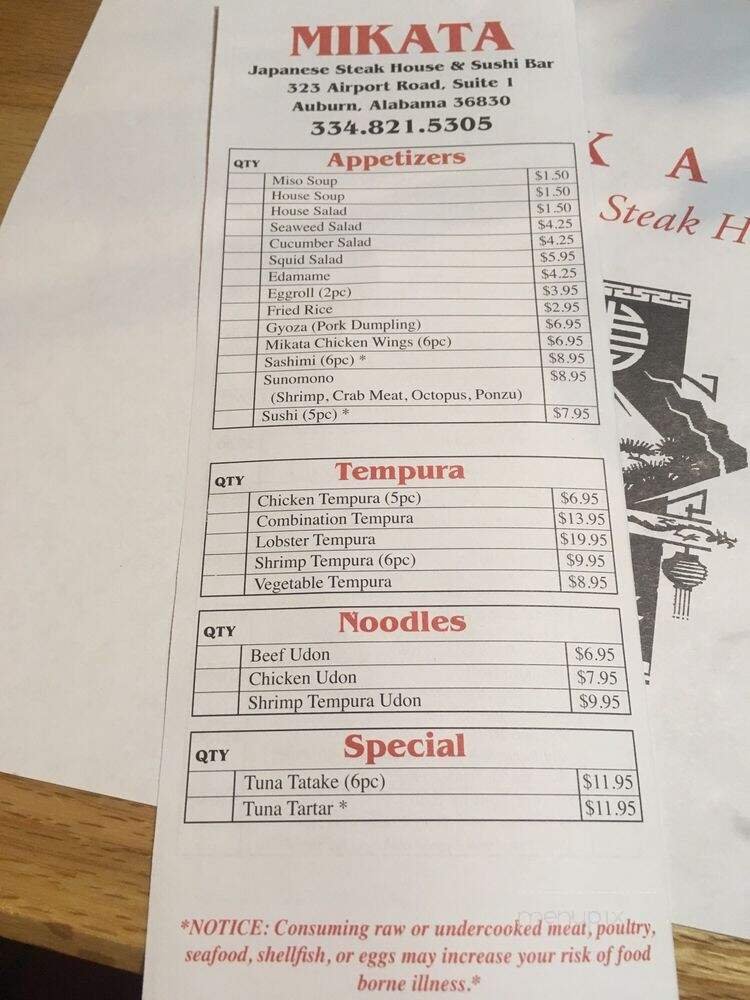 MIKATA
Japanese Steak House & Sushi Bar
323 Airport Road, Suite 1
Auburn, Alabama 36830
334.821.5305
QTY Appetizers
Miso Soup $1.50
House Soup $1.50
House Salad $1.50
Seaweed Salad $4.25
Cucumber Salad $4.25
Squid Salad $5.95
Edamame $4.25
Eggroll (2pc) $3.95
Fried Rice $2.95
Gyoza (Pork Dumpling) $6.95
Mikata Chicken Wings (6pc) $6.95
Sashimi (6pc) * $8.95
Sunomono $8.95
(Shrimp, Crab Meat, Octopus, Ponzu)
Sushi (5pc) * $7.95
QTY Tempura
Chicken Tempura (5pc) $6.95
Combination Tempura $13.95
Lobster Tempura $19.95
Shrimp Tempura (6pc) $9.95
Vegetable Tempura $8.95
QTY Noodles
Beef Udon $6.95
Chicken Udon $7.95
Shrimp Tempura Udon $9.95
QTY Special
Tuna Tatake (6pc) $11.95
Tuna Tartar * $11.95
*NOTICE: Consuming raw or undercooked meat, poultry,
seafood, shellfish, or eggs may increase your risk of food
borne illness.*
K A
Steak H
menupix